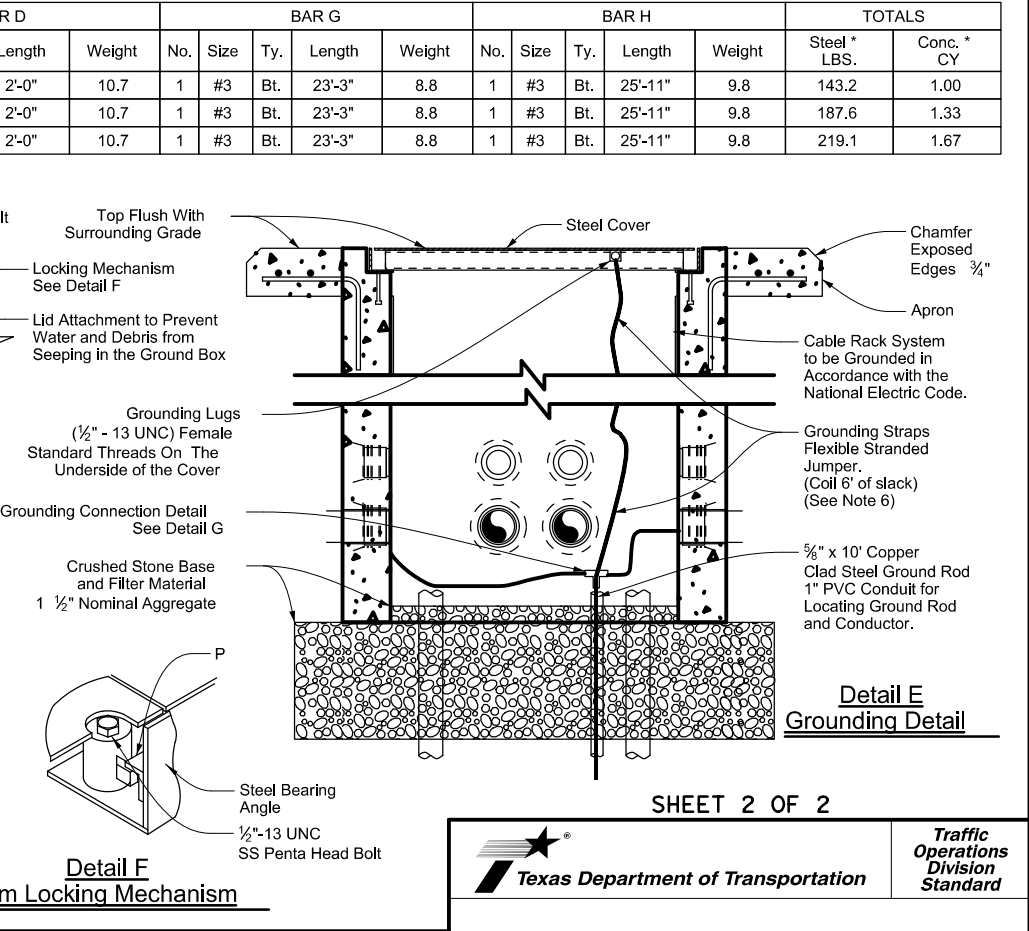 R D BAR G BAR H TOTALS
Length Weight No. Size Ty. Length Weight No. Size Ty. Length Weight Steel * LBS. Conc. * CY
2'-0" 10.7 1 #3 Bt. 23'-3" 8.8 1 #3 Bt. 25'-11" 9.8 143.2 1.00
2'-0" 10.7 1 #3 Bt. 23'-3" 8.8 1 #3 Bt. 25'-11" 9.8 187.6 1.33
2'-0" 10.7 1 #3 Bt. 23'-3" 8.8 1 #3 Bt. 25'-11" 9.8 219.1 1.67
lt
Top Flush With
Surrounding Grade
Steel Cover
Chamfer
Exposed
Edges ¾"
Locking Mechanism
See Detail F
Apron
Lid Attachment to Prevent
Water and Debris from
Seeping in the Ground Box
Cable Rack System
to be Grounded in
Accordance with the
National Electric Code.
Grounding Lugs
(½" - 13 UNC) Female
Standard Threads On The
Underside of the Cover
Grounding Straps
Flexible Stranded
Jumper.
(Coil 6' of slack)
(See Note 6)
Grounding Connection Detail
See Detail G
Crushed Stone Base
and Filter Material
1 ½" Nominal Aggregate
⅝" x 10' Copper
Clad Steel Ground Rod
1" PVC Conduit for
Locating Ground Rod
and Conductor.
P
Detail E
Grounding Detail
Steel Bearing
Angle
½"-13 UNC
SS Penta Head Bolt
Detail F
m Locking Mechanism
SHEET 2 OF 2
®
Texas Department of Transportation
Traffic
Operations
Division
Standard